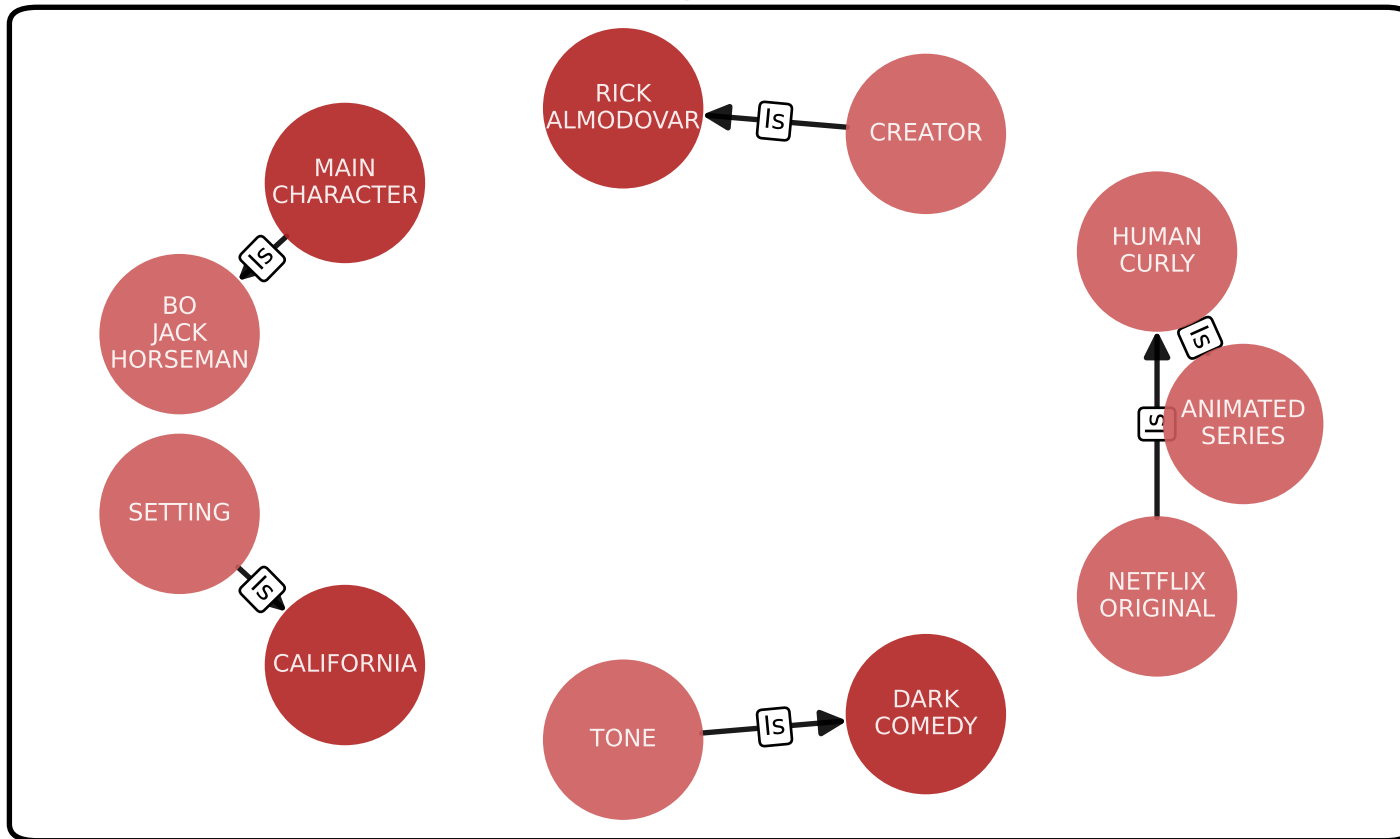 RICK
ALMODOVAR
Is
CREATOR
MAIN
CHARACTER
Is
BO
JACK
HORSEMAN
HUMAN
CURLY
Is
ANIMATED
SERIES
Is
NETFLIX
ORIGINAL
SETTING
Is
CALIFORNIA
TONE
Is
DARK
COMEDY